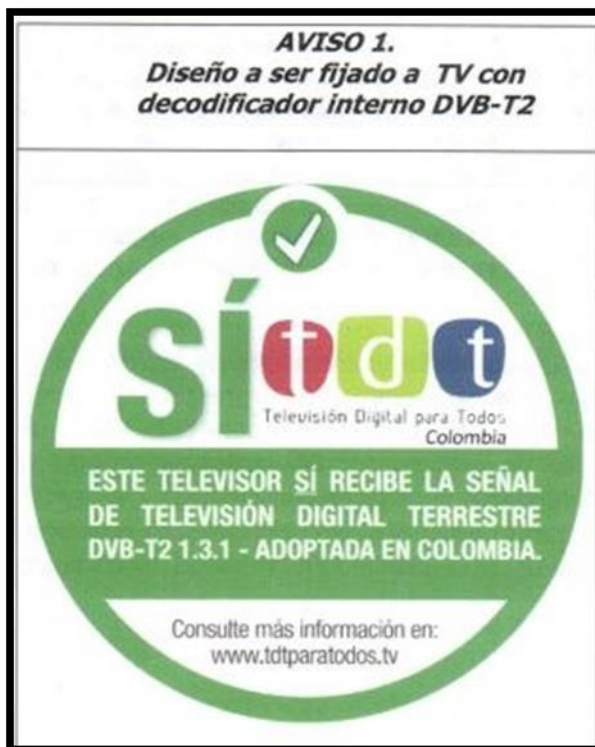 AVISO 1.
Diseño a ser fijado a TV con
decodificador interno DVB-T2
SÍ tdt
Televisión Digital para Todos
Colombia
ESTE TELEVISOR SÍ RECIBE LA SEÑAL
DE TELEVISIÓN DIGITAL TERRESTRE
DVB-T2 1.3.1 - ADOPTADA EN COLOMBIA.
Consulte más información en:
www.tdtparatodos.tv